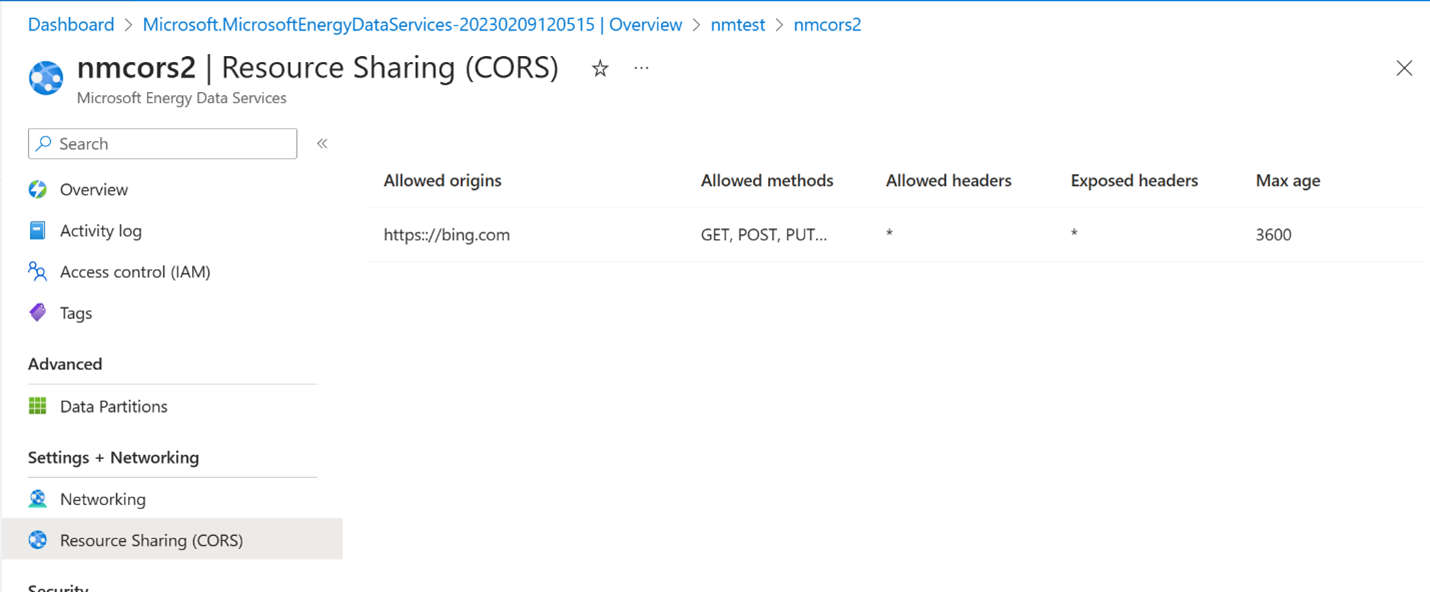 Dashboard > Microsoft.MicrosoftEnergyDataServices-20230209120515 | Overview > nmtest > nmcors2
nmcors2 | Resource Sharing (CORS)
Microsoft Energy Data Services
Search
Overview
Activity log
Access control (IAM)
Tags
Advanced
Data Partitions
Settings + Networking
Networking
Resource Sharing (CORS)
Security
Allowed origins Allowed methods Allowed headers Exposed headers Max age
https:://bing.com GET, POST, PUT... * * 3600